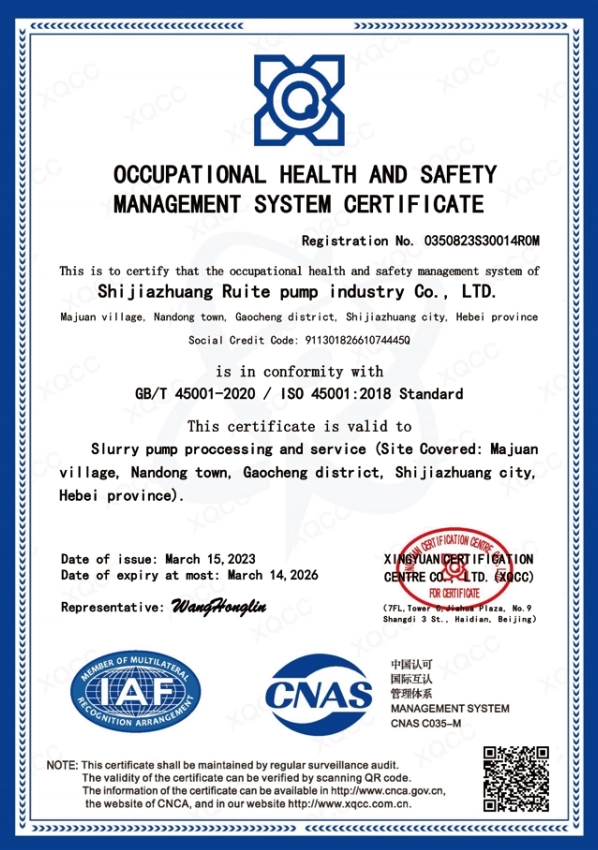 OCCUPATIONAL HEALTH AND SAFETY
MANAGEMENT SYSTEM CERTIFICATE
Registration No. 0350823S30014R0M
This is to certify that the occupational health and safety management system of
Shijiazhuang Ruite pump industry Co., LTD.
Majuan village, Nandong town, Gaocheng district, Shijiazhuang city, Hebei province
Social Credit Code: 91130182661074445Q
is in conformity with
GB/T 45001-2020 / ISO 45001:2018 Standard
This certificate is valid to
Slurry pump proccessing and service (Site Covered: Majuan
village, Nandong town, Gaocheng district, Shijiazhuang city,
Hebei province).
Date of issue: March 15,2023
Date of expiry at most: March 14,2026
Representative: WangHonglin
XINGYUAN CERTIFICATION
CENTRE CO., LTD. (XQCC)
(7FL,Tower C,Jiahua Plaza, No.9
Shangdi 3 St., Haidian, Beijing)
XINGYUAN CERTIFICATION CENTRE CO., LTD
FOR CERTIFICATE
MEMBER OF MULTILATERAL
IAF
RECOGNITION ARRANGEMENT
CNAS
中国认可
国际互认
管理体系
MANAGEMENT SYSTEM
CNAS C035-M
NOTE: This certificate shall be maintained by regular surveillance audit.
The validity of the certificate can be verified by scanning QR code.
The information of the certificate can be available in http://www.cnca.gov.cn,
the website of CNCA, and in our website http://www.xqcc.com.cn.
XQCC